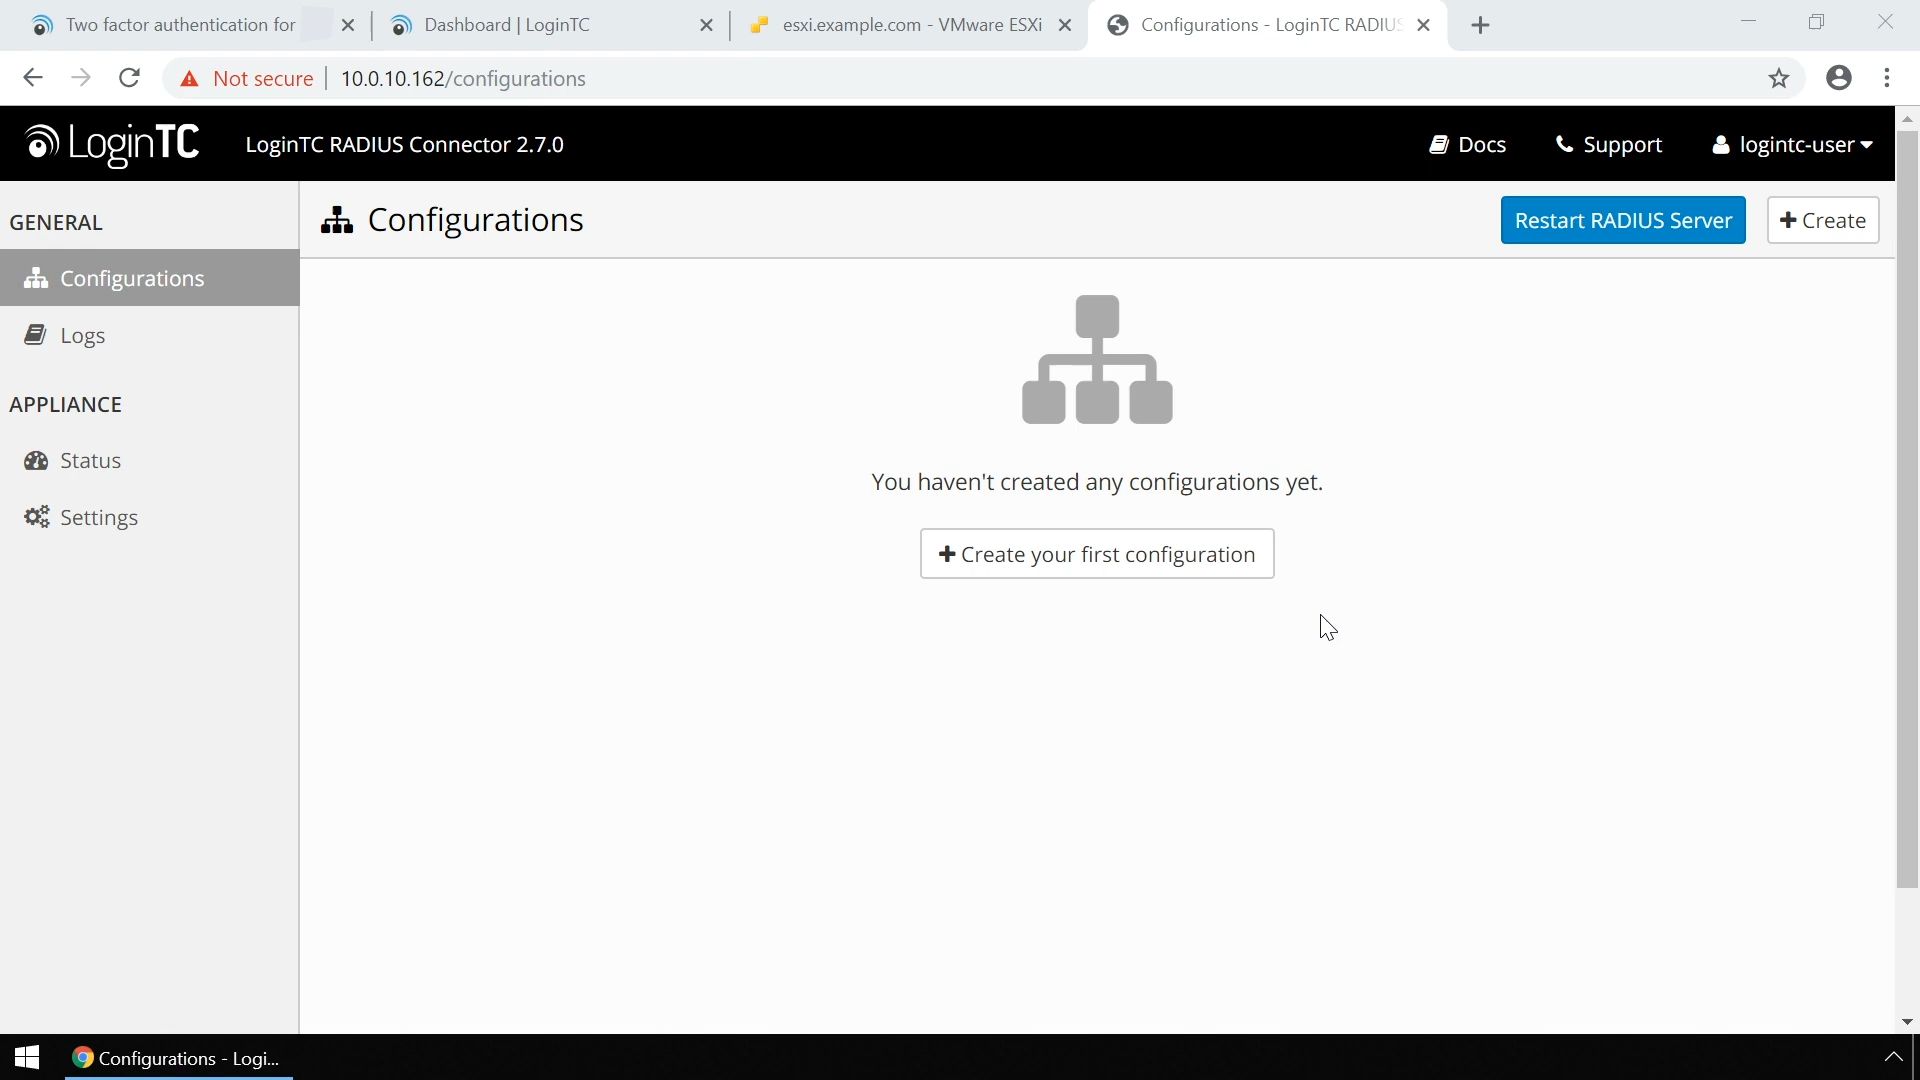 Two factor authentication for
Dashboard | LoginTC
esxi.example.com - VMware ESXi
Configurations - LoginTC RADIUS
Not secure
10.0.10.162/configurations
LoginTC
LoginTC RADIUS Connector 2.7.0
Docs
Support
logintc-user
GENERAL
Configurations
Logs
APPLIANCE
Status
Settings
Configurations
Restart RADIUS Server
Create
You haven't created any configurations yet.
Create your first configuration
Configurations - Logi...